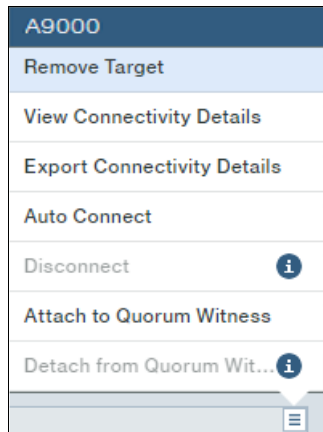 A9000
Remove Target
View Connectivity Details
Export Connectivity Details
Auto Connect
Disconnect
Attach to Quorum Witness
Detach from Quorum Wit...